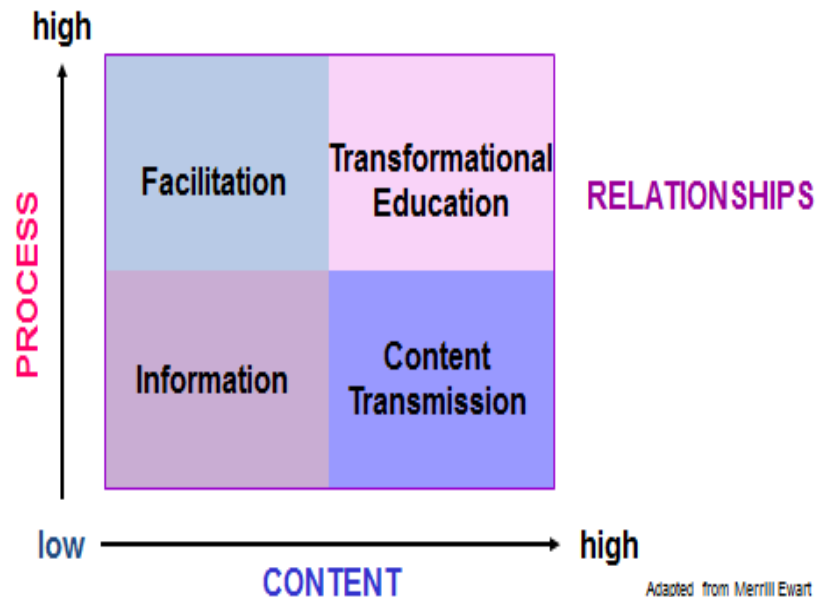 high
Facilitation
Transformational
Education
RELATIONSHIPS
PROCESS
Information
Content
Transmission
low
high
CONTENT
Adapted from Merrill Ewart